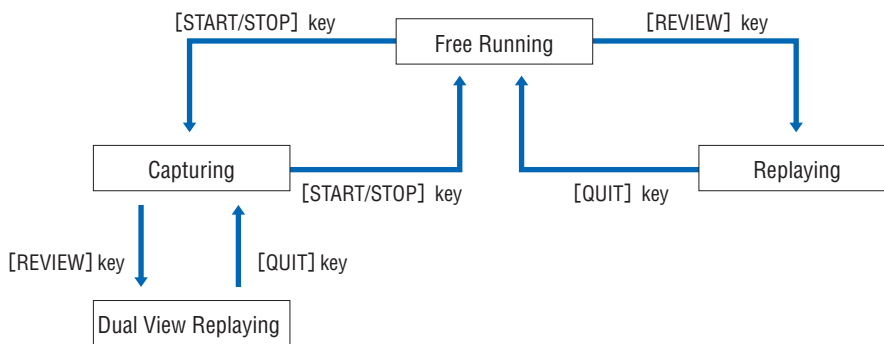 [START/STOP] key
Free Running
[REVIEW] key
Capturing
[START/STOP] key
[QUIT] key
Replaying
[REVIEW] key
[QUIT] key
Dual View Replaying